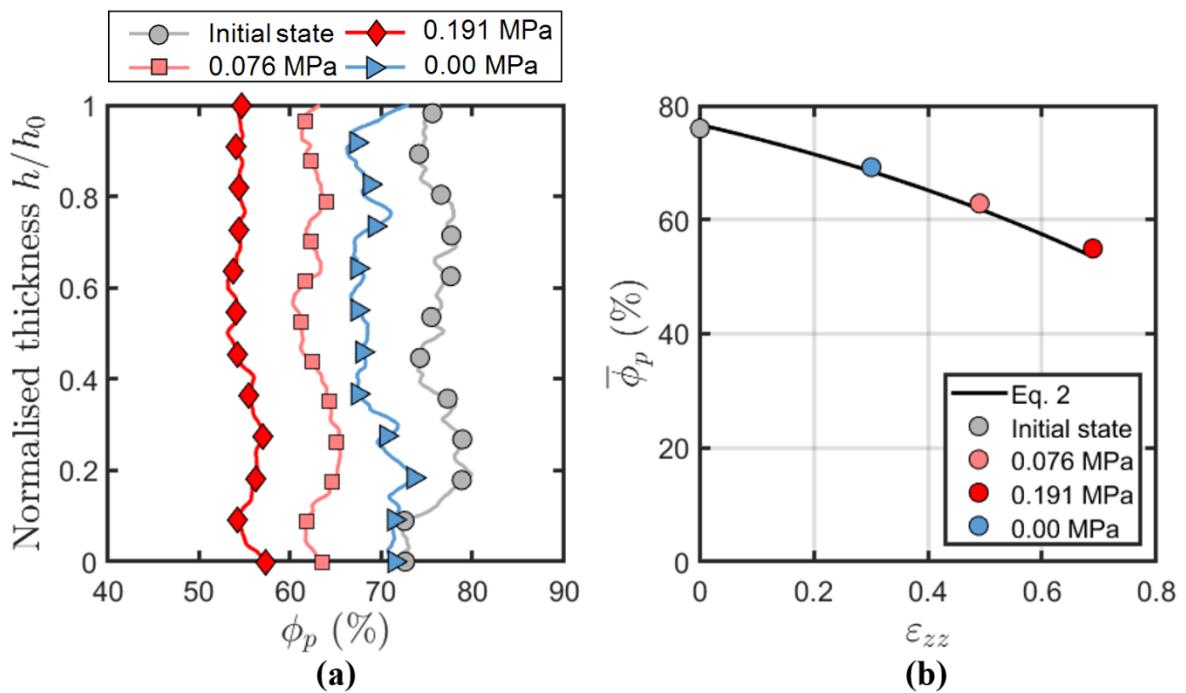 Initial state 0.191 MPa
0.076 MPa 0.00 MPa
Normalised thickness h/h₀
1
0.8
0.6
0.4
0.2
0
40 50 60 70 80 90
ϕₚ (%)
(a)
ϕ̅ₚ (%)
80
60
40
20
0
Eq. 2
Initial state
0.076 MPa
0.191 MPa
0.00 MPa
0 0.2 0.4 0.6 0.8
ε_zz
(b)